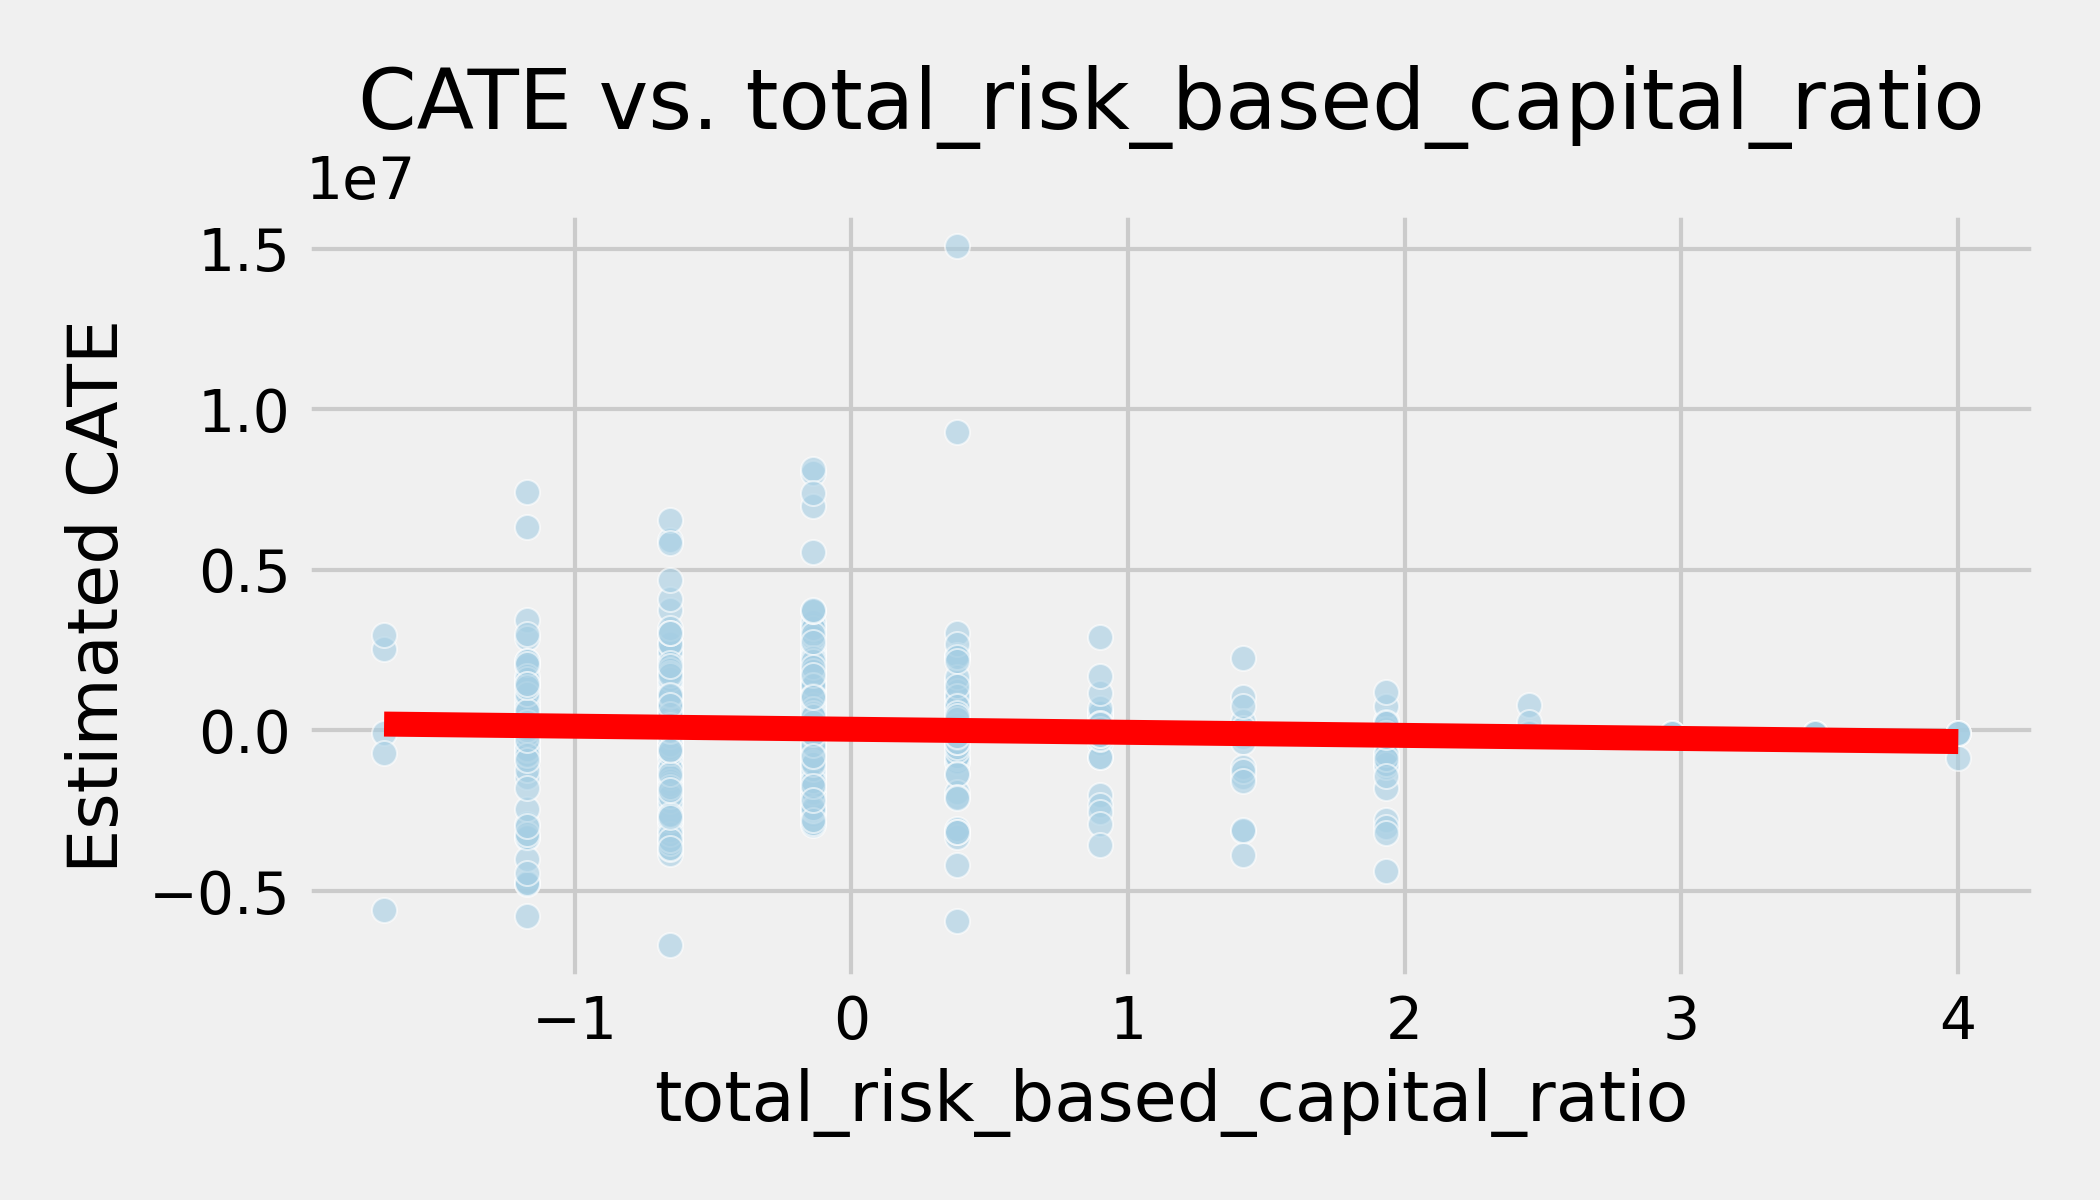 CATE vs. total_risk_based_capital_ratio
1e7
1.5
1.0
0.5
0.0
−0.5
Estimated CATE
−1 0 1 2 3 4
total_risk_based_capital_ratio